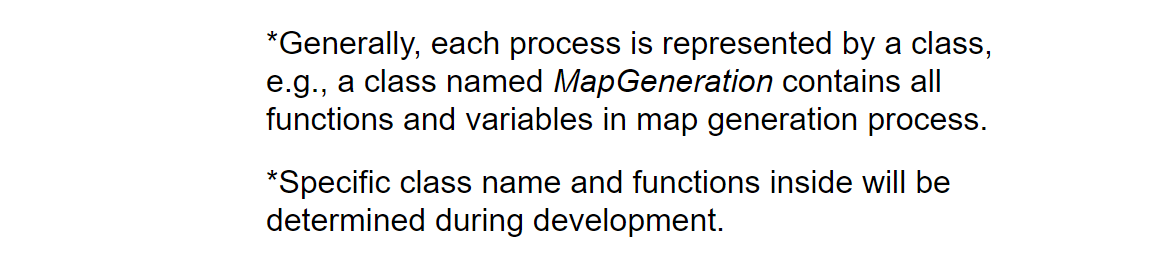 *Generally, each process is represented by a class,
e.g., a class named MapGeneration contains all
functions and variables in map generation process.
*Specific class name and functions inside will be
determined during development.